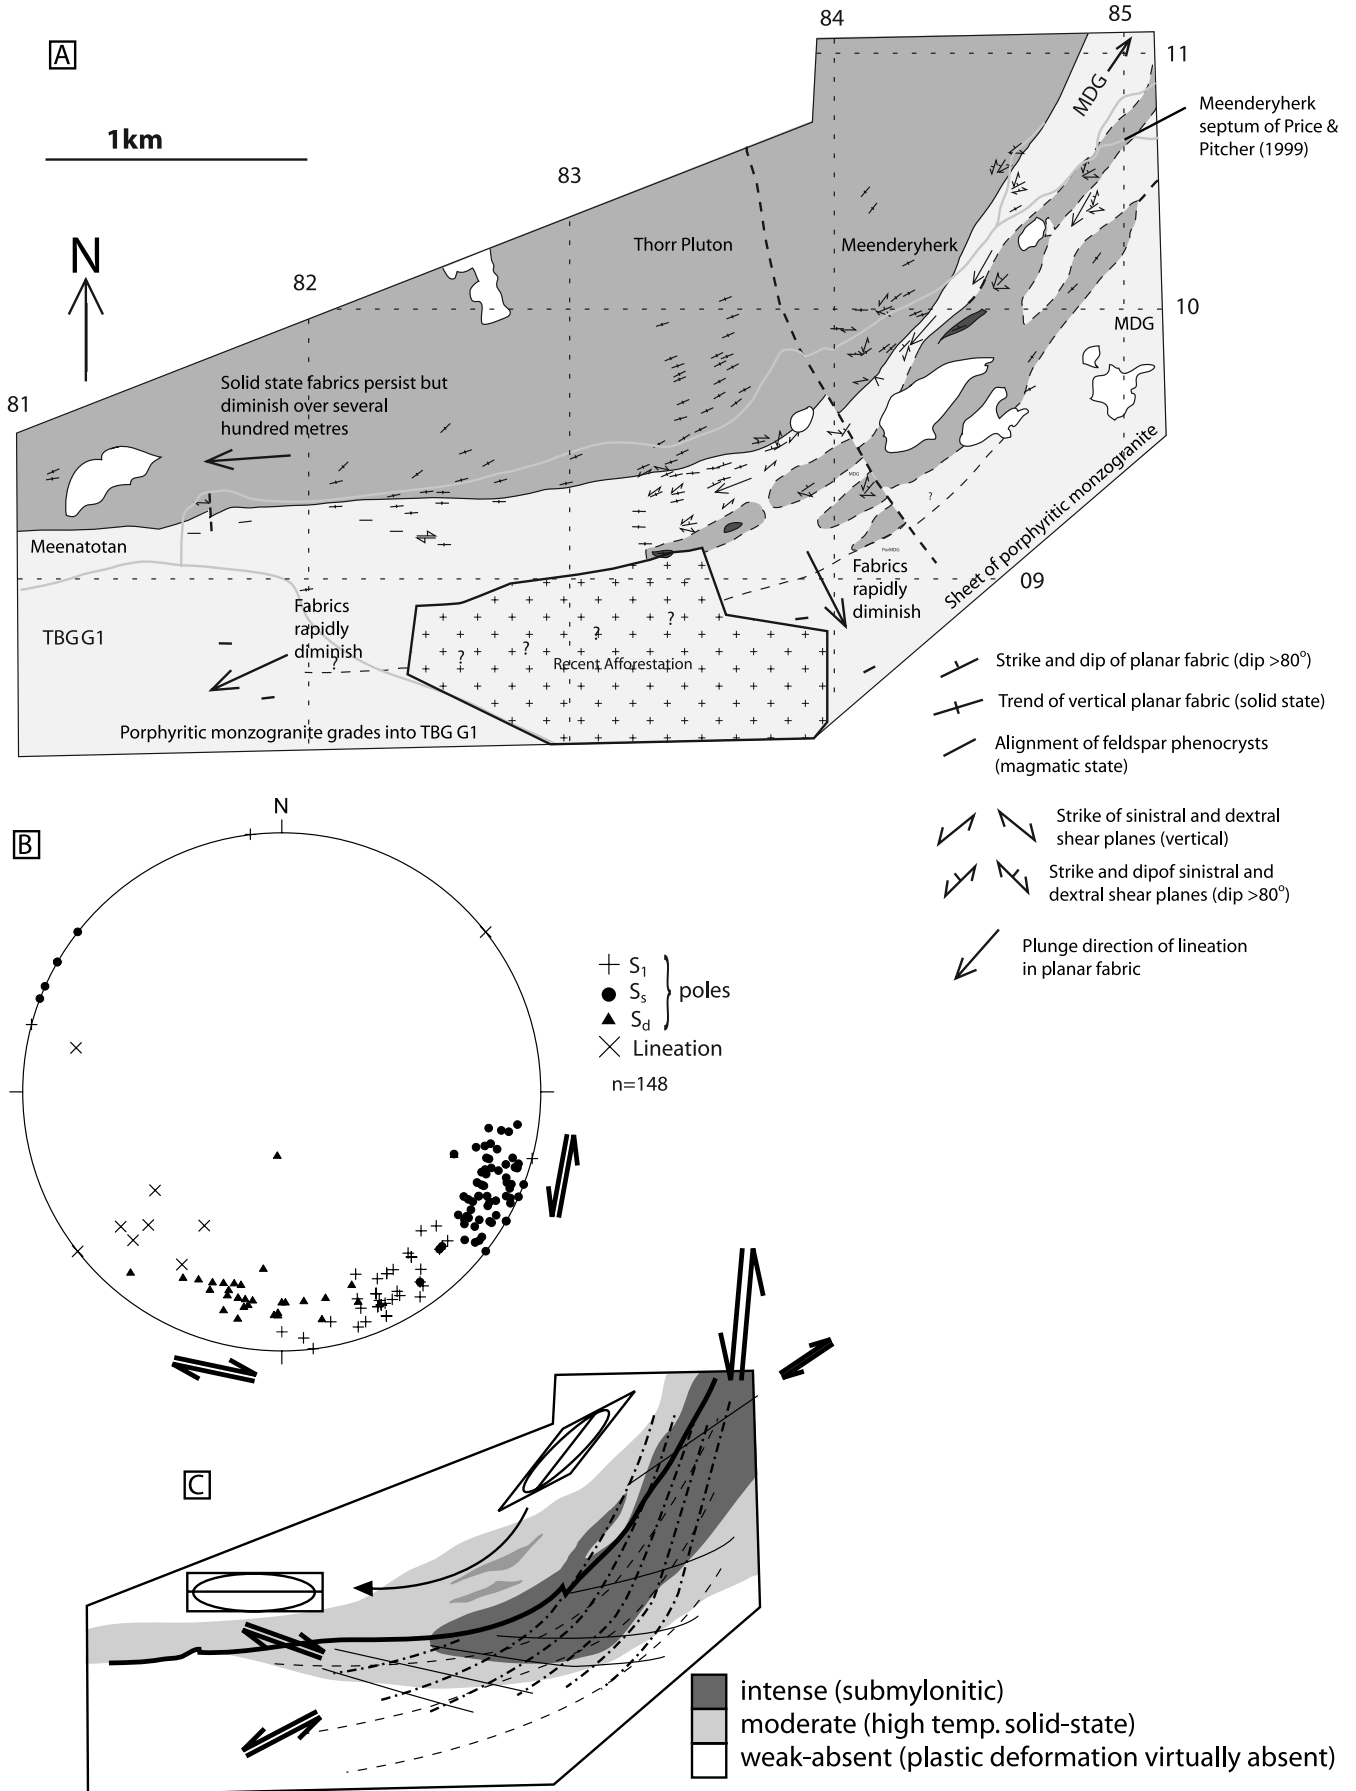 A
84
85
11
1km
MDG
Meenderyherk
septum of Price &
Pitcher (1999)
83
N
Thorr Pluton
Meenderyherk
82
10
MDG
81
Solid state fabrics persist but
diminish over several
hundred metres
MDG
?
Sheet of porphyritic monzogranite
Meenatotan
PorMDG
Fabrics
rapidly
diminish
09
Fabrics
rapidly
diminish
TBG G1
?
?
?
?
?
Recent Afforestation
Porphyritic monzogranite grades into TBG G1
Strike and dip of planar fabric (dip >80°)
Trend of vertical planar fabric (solid state)
Alignment of feldspar phenocrysts
(magmatic state)
Strike of sinistral and dextral
shear planes (vertical)
Strike and dipof sinistral and
dextral shear planes (dip >80°)
Plunge direction of lineation
in planar fabric
B
N
S1
Ss
Sd
poles
Lineation
n=148
C
intense (submylonitic)
moderate (high temp. solid-state)
weak-absent (plastic deformation virtually absent)